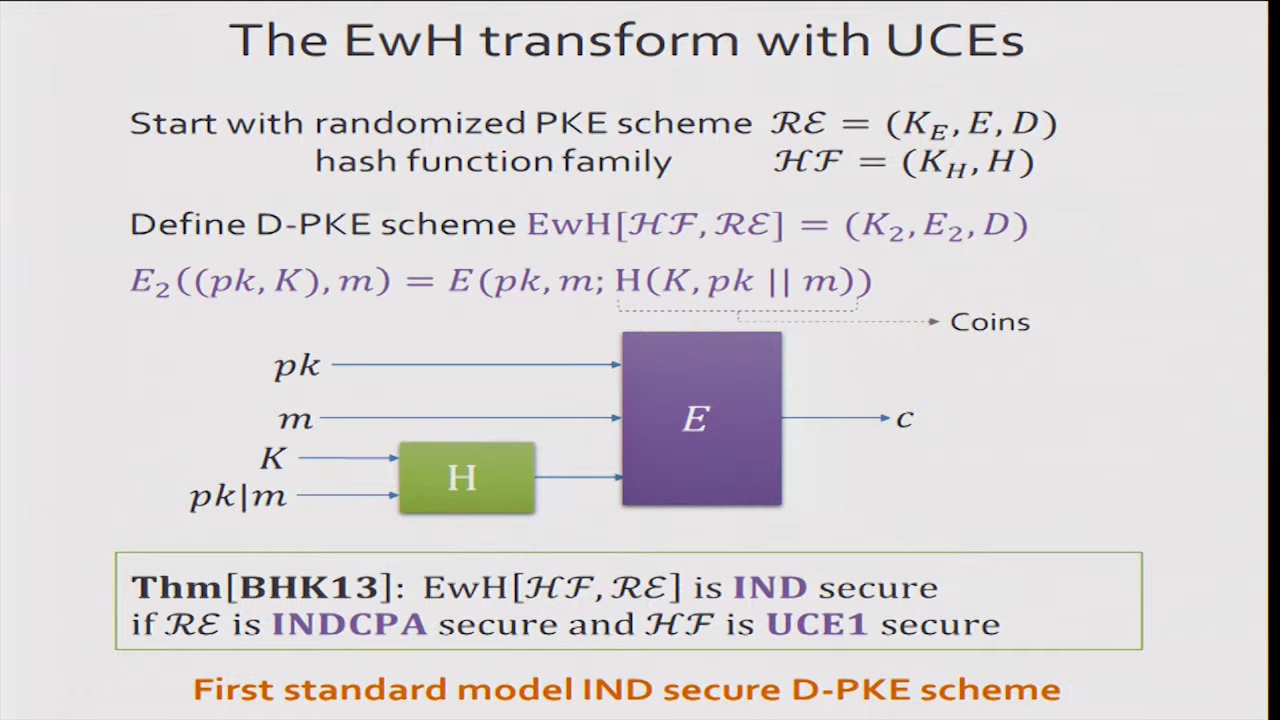 The EwH transform with UCEs
Start with randomized PKE scheme ℛℰ = (K_E, E, D)
hash function family ℋℱ = (K_H, H)
Define D-PKE scheme EwH[ℋℱ, ℛℰ] = (K_2, E_2, D)
E_2((pk, K), m) = E(pk, m; H(K, pk || m))
Coins
pk
m
E
c
K
H
pk|m
Thm[BHK13]: EwH[ℋℱ, ℛℰ] is IND secure
if ℛℰ is INDCPA secure and ℋℱ is UCE1 secure
First standard model IND secure D-PKE scheme